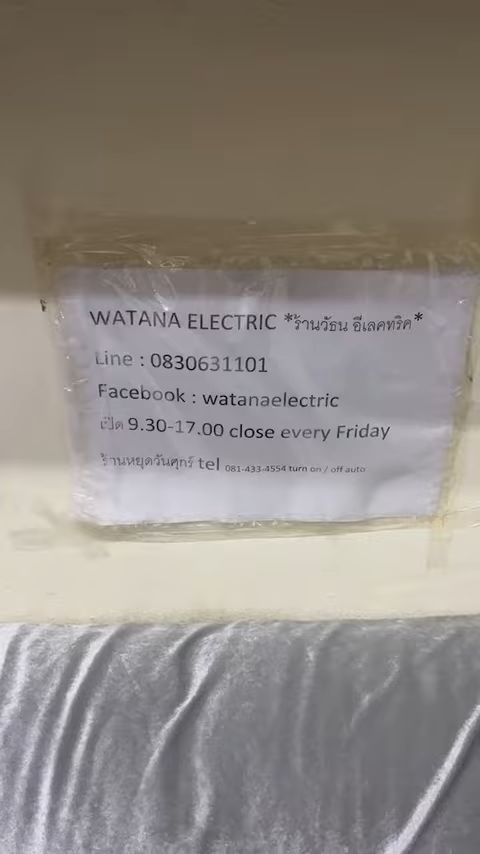 WATANA ELECTRIC *ร้านวัธน อีเลคทริค*
Line : 0830631101
Facebook : watanaelectric
เปิด 9.30-17.00 close every Friday
ร้านหยุดวันศุกร์ tel 081-433-4554 turn on / off auto